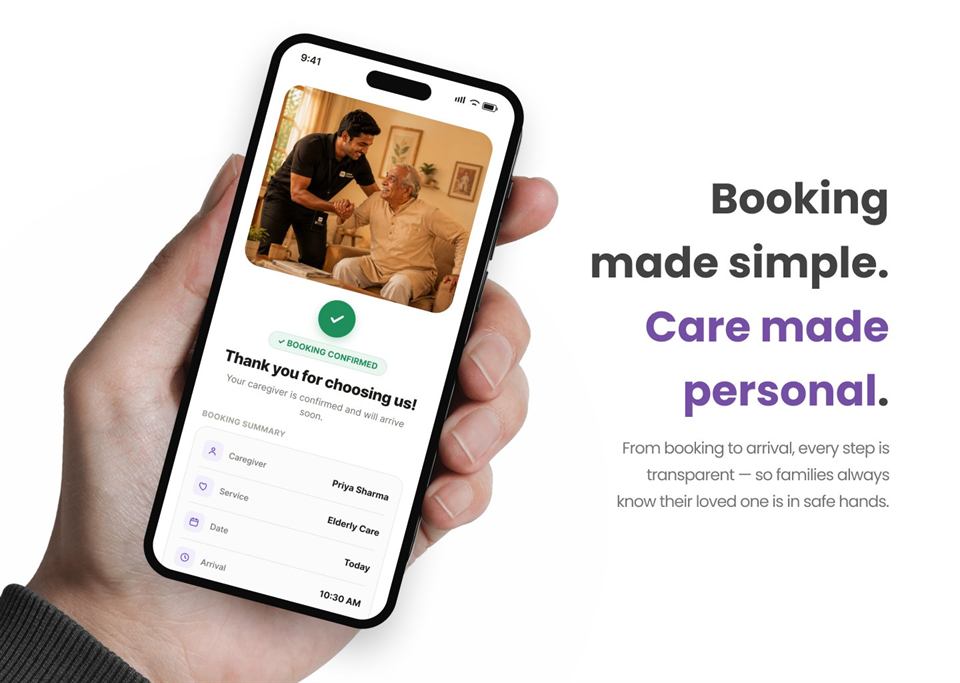 9:41
BOOKING CONFIRMED
Thank you for choosing us!
Your caregiver is confirmed and will arrive
soon.
BOOKING SUMMARY
Caregiver Priya Sharma
Service Elderly Care
Date Today
Arrival 10:30 AM
Booking
made simple.
Care made
personal.
From booking to arrival, every step is
transparent — so families always
know their loved one is in safe hands.